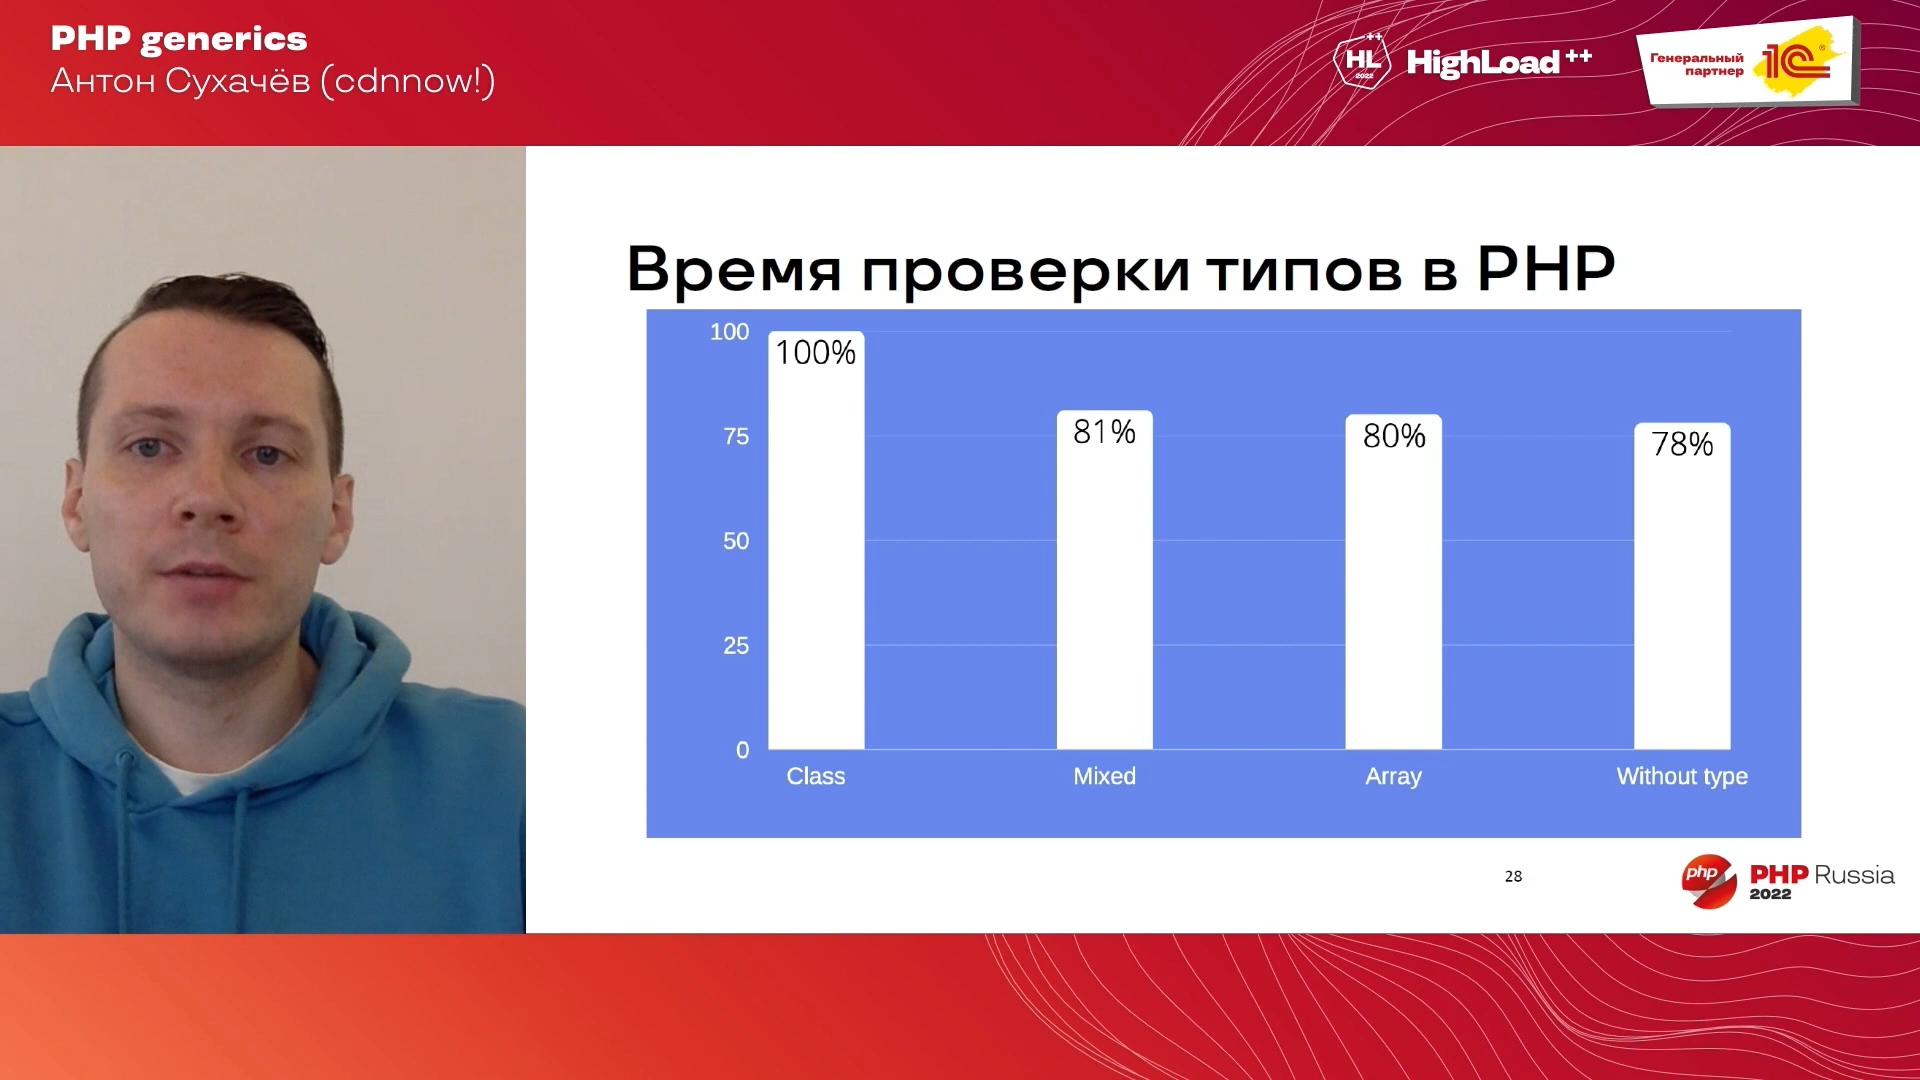 PHP generics
Антон Сухачёв (cdnnow!)
HL++
2022
HighLoad++
Генеральный
партнер
1С
Время проверки типов в PHP
100
75
50
25
0
100%
81%
80%
78%
Class
Mixed
Array
Without type
28
php
PHP Russia
2022